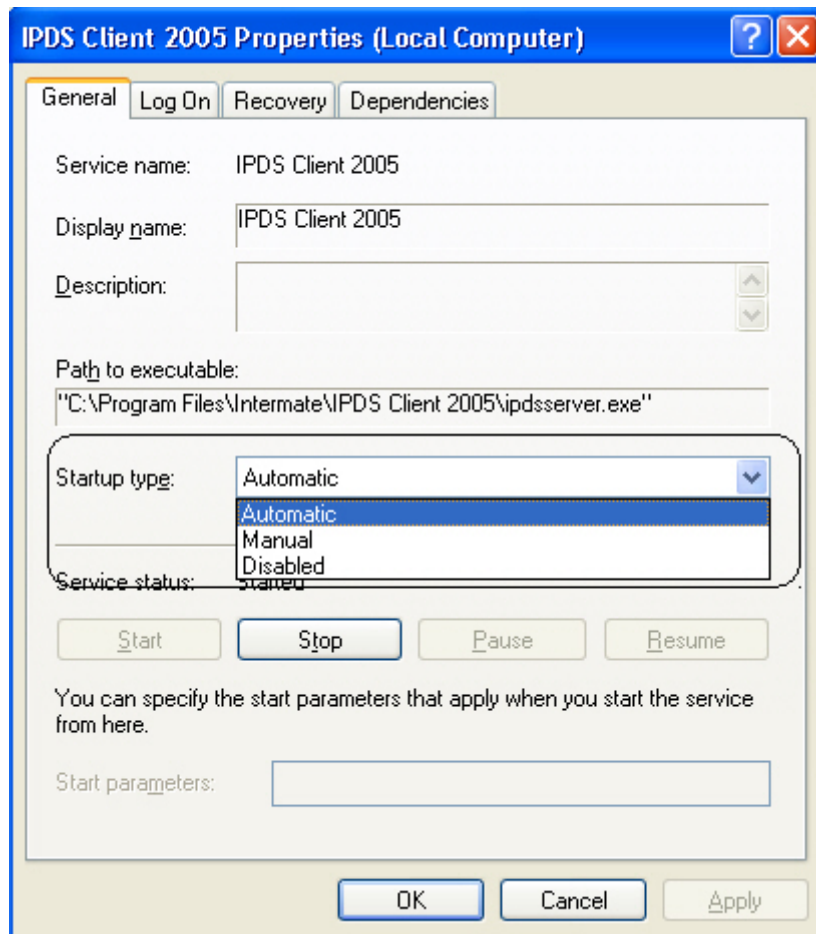 IPDS Client 2005 Properties (Local Computer)
General Log On Recovery Dependencies
Service name: IPDS Client 2005
Display name: IPDS Client 2005
Description:
Path to executable:
"C:\Program Files\Intermate\IPDS Client 2005\ipdsserver.exe"
Startup type: Automatic
Automatic
Manual
Disabled
Service status: Started
Start Stop Pause Resume
You can specify the start parameters that apply when you start the service
from here.
Start parameters:
OK Cancel Apply